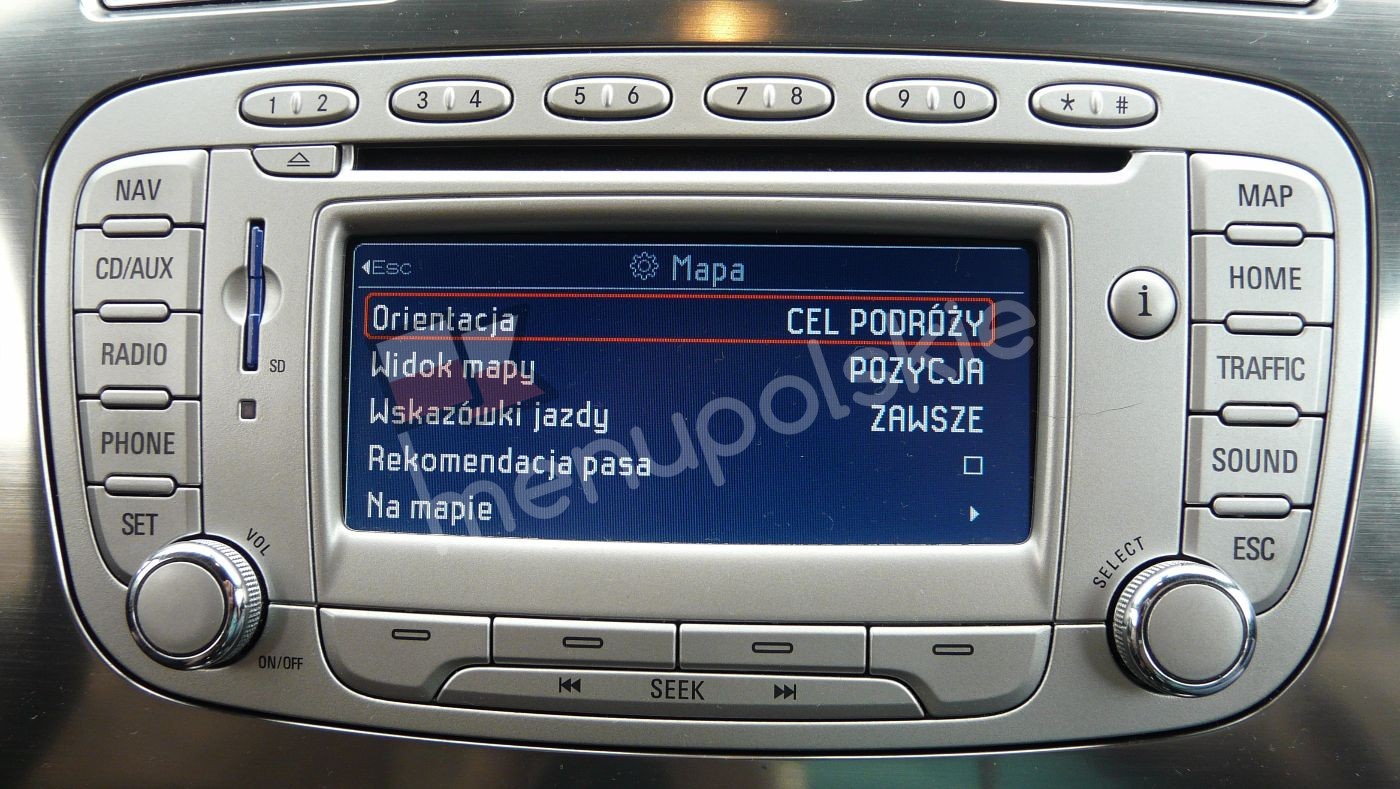 1 2 3 4 5 6 7 8 9 0 * #
NAV
CD/AUX
RADIO
PHONE
SET
VOL
ON/OFF
SD
Esc
Mapa
Orientacja CEL PODRÓŻY
Widok mapy POZYCJA
Wskazówki jazdy ZAWSZE
Rekomendacja pasa
Na mapie
menupolskie
SEEK
i
MAP
HOME
TRAFFIC
SOUND
ESC
SELECT